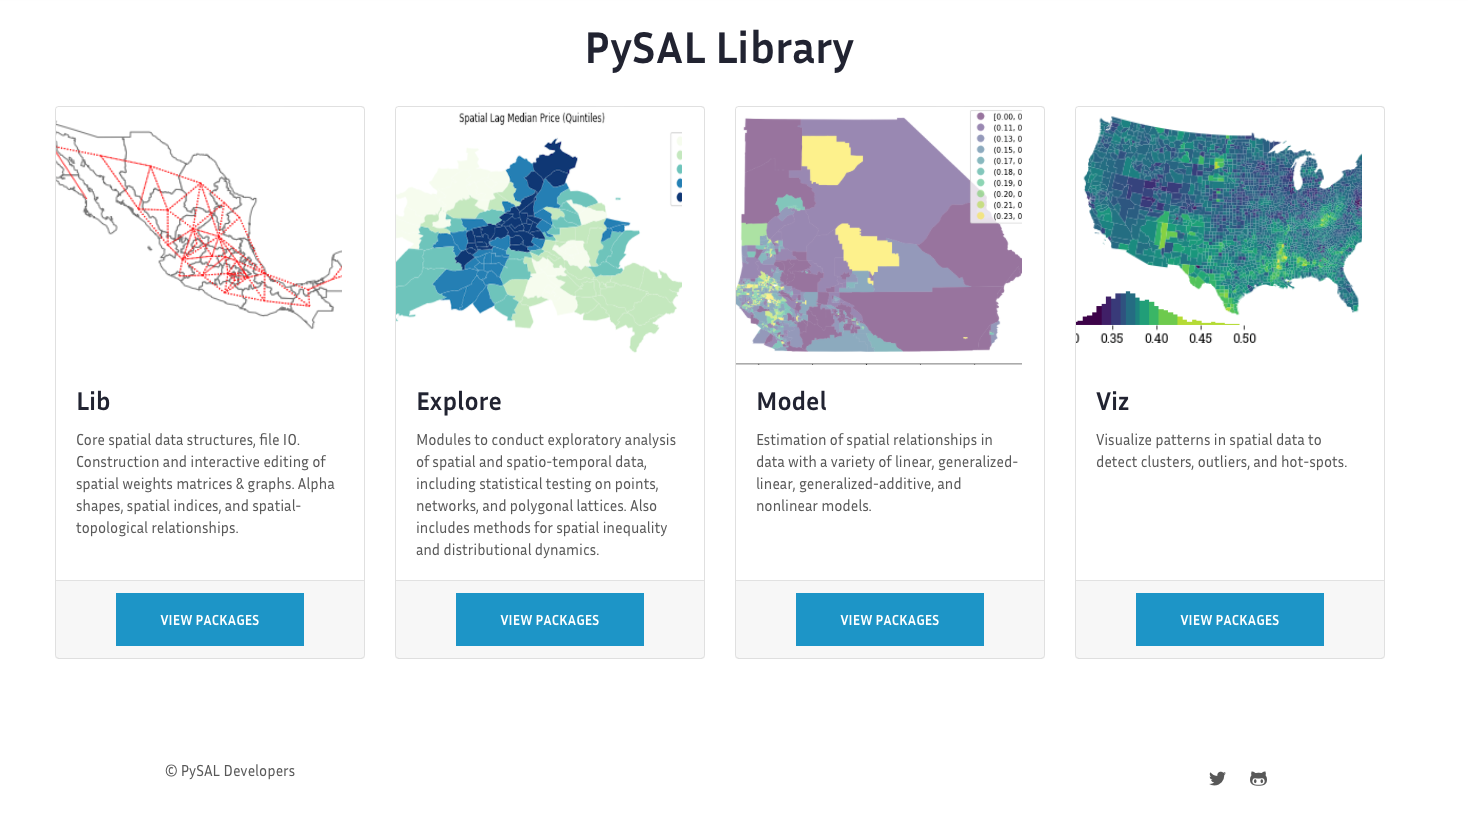 PySAL Library
Spatial Lag Median Price (Quintiles)
[0.00, 0
(0.11, 0
(0.13, 0
(0.15, 0
(0.17, 0
(0.18, 0
(0.19, 0
(0.20, 0
(0.21, 0
(0.23, 0
0.35 0.40 0.45 0.50
Lib
Core spatial data structures, file IO.
Construction and interactive editing of
spatial weights matrices & graphs. Alpha
shapes, spatial indices, and spatial-
topological relationships.
VIEW PACKAGES
Explore
Modules to conduct exploratory analysis
of spatial and spatio-temporal data,
including statistical testing on points,
networks, and polygonal lattices. Also
includes methods for spatial inequality
and distributional dynamics.
VIEW PACKAGES
Model
Estimation of spatial relationships in
data with a variety of linear, generalized-
linear, generalized-additive, and
nonlinear models.
VIEW PACKAGES
Viz
Visualize patterns in spatial data to
detect clusters, outliers, and hot-spots.
VIEW PACKAGES
© PySAL Developers